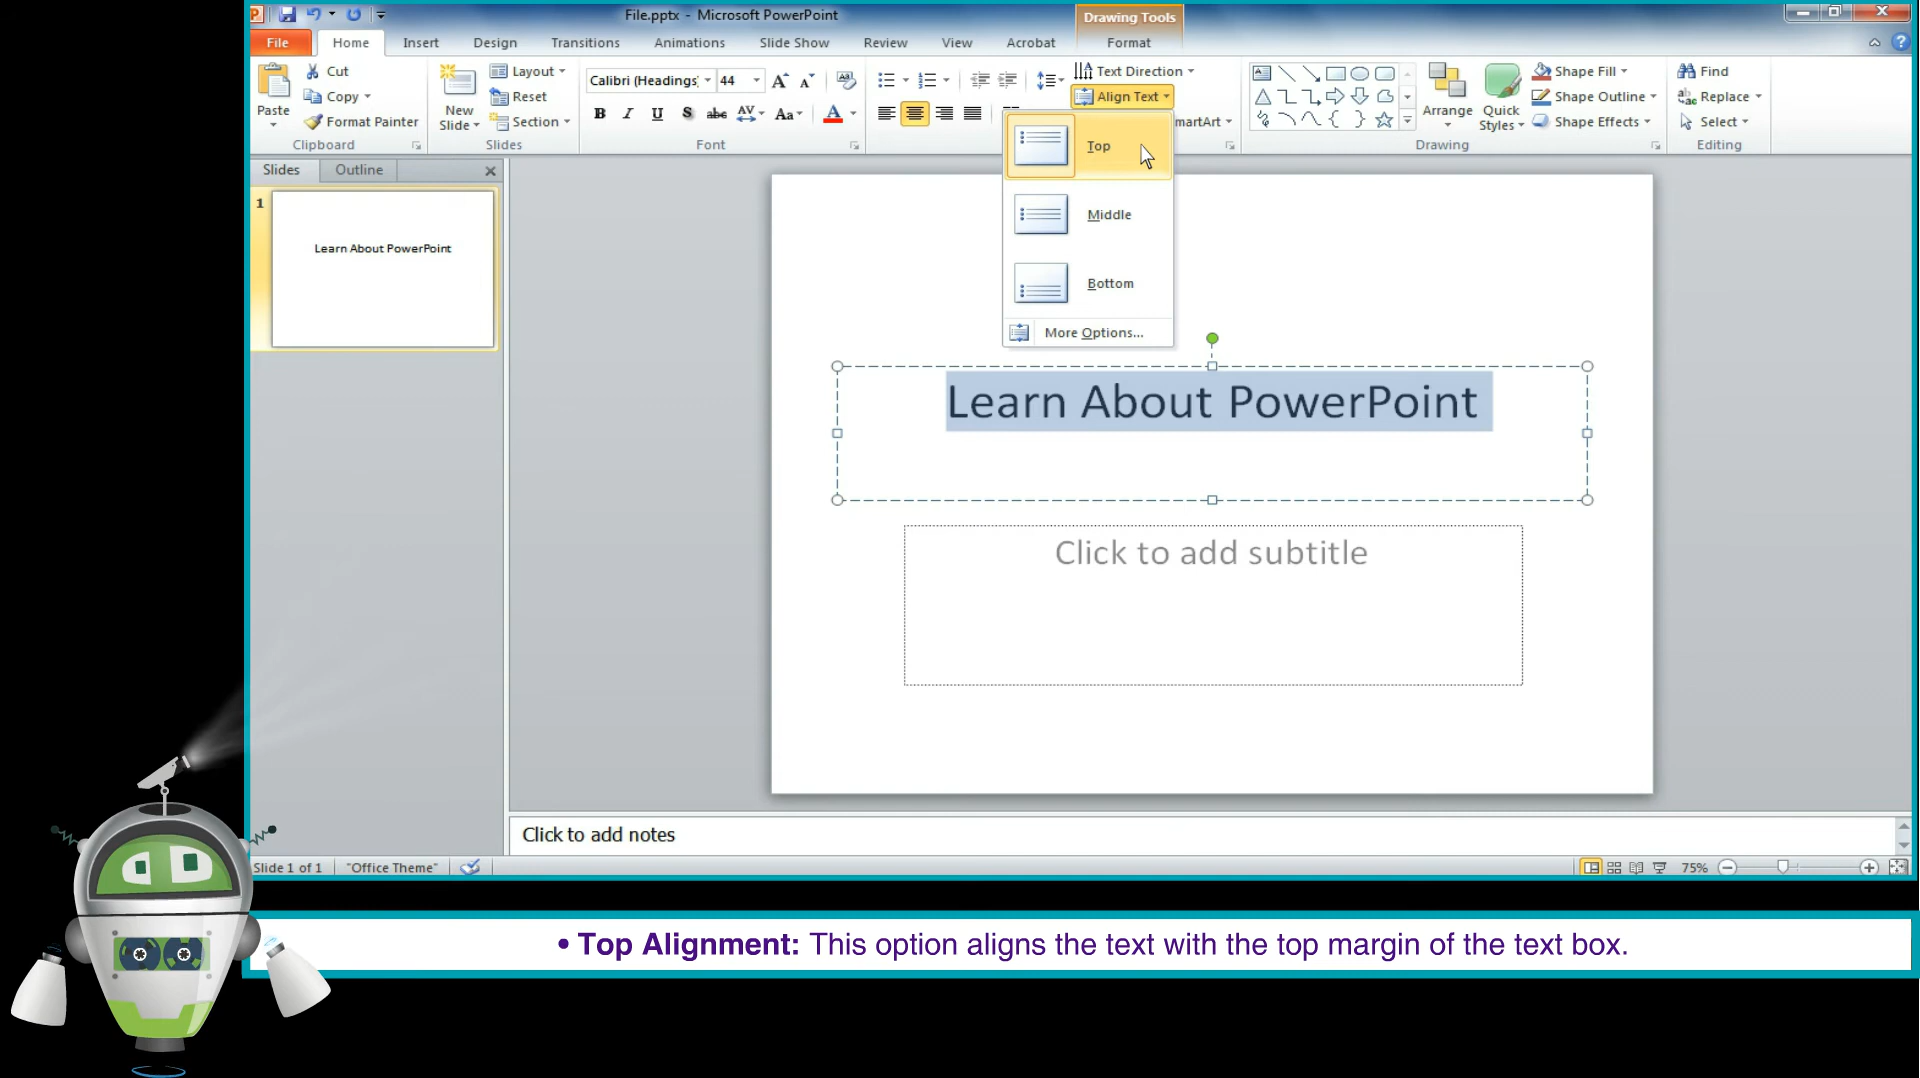 File.pptx - Microsoft PowerPoint
Drawing Tools
File Home Insert Design Transitions Animations Slide Show Review View Acrobat Format
Paste
Cut
Copy
Format Painter
Clipboard
New Slide
Layout
Reset
Section
Slides
Calibri (Headings) 44
B I U S abc AV Aa A
Font
Text Direction
Align Text
martArt
Arrange
Quick Styles
Shape Fill
Shape Outline
Shape Effects
Drawing
Find
Replace
Select
Editing
Top
Middle
Bottom
More Options...
Slides Outline
1
Learn About PowerPoint
Learn About PowerPoint
Click to add subtitle
Click to add notes
Slide 1 of 1 "Office Theme" 75%
• Top Alignment: This option aligns the text with the top margin of the text box.